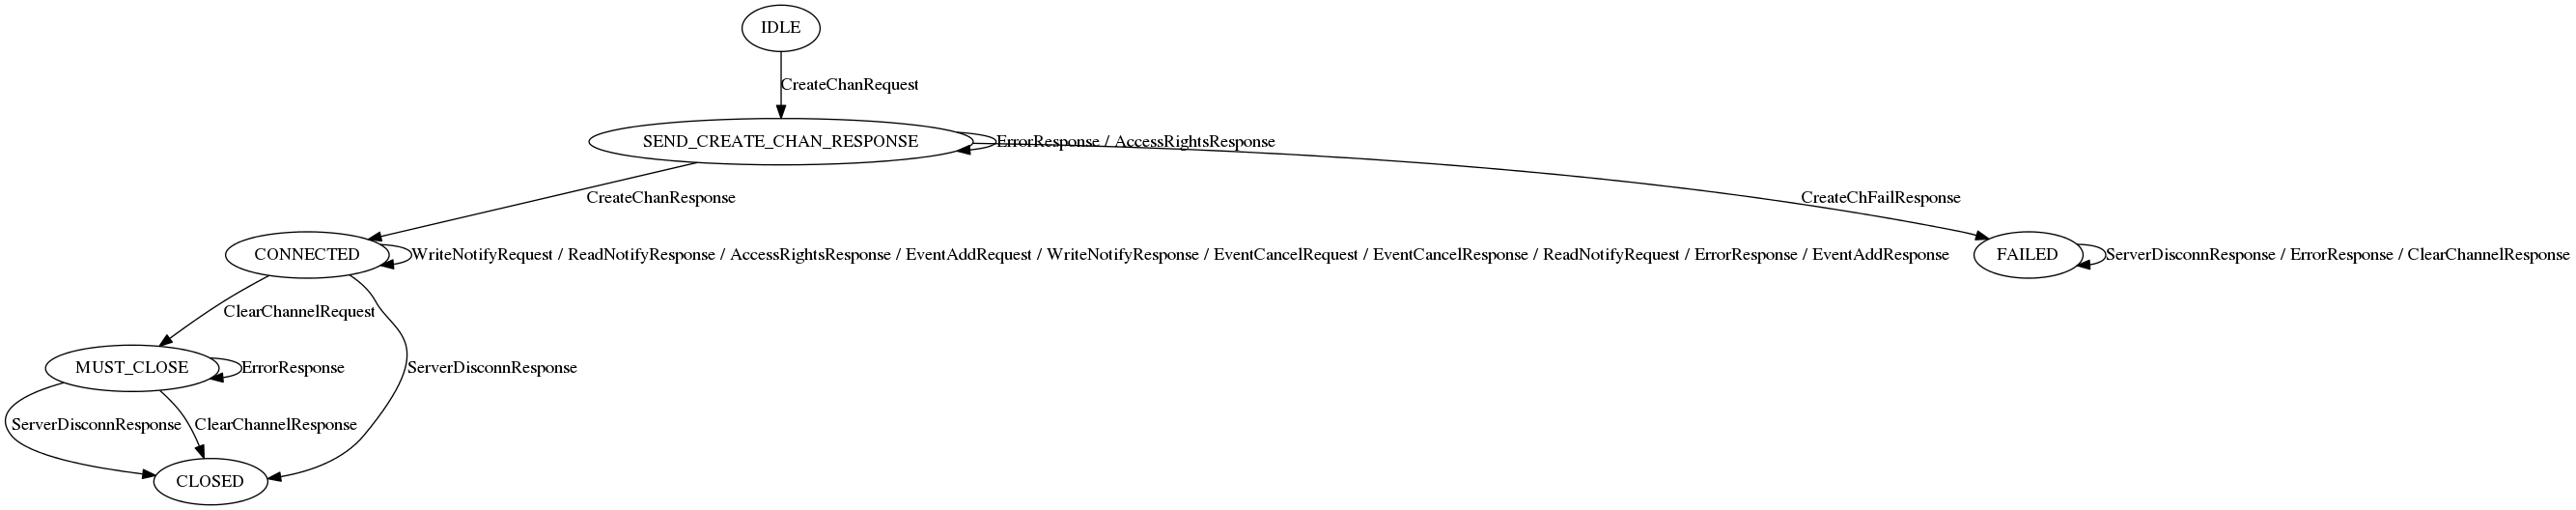 IDLE
CreateChanRequest
SEND_CREATE_CHAN_RESPONSE
ErrorResponse / AccessRightsResponse
CreateChanResponse
CreateChFailResponse
CONNECTED
WriteNotifyRequest / ReadNotifyResponse / AccessRightsResponse / EventAddRequest / WriteNotifyResponse / EventCancelRequest / EventCancelResponse / ReadNotifyRequest / ErrorResponse / EventAddResponse
FAILED
ServerDisconnResponse / ErrorResponse / ClearChannelResponse
ClearChannelRequest
MUST_CLOSE
ErrorResponse
ServerDisconnResponse
ServerDisconnResponse
ClearChannelResponse
CLOSED